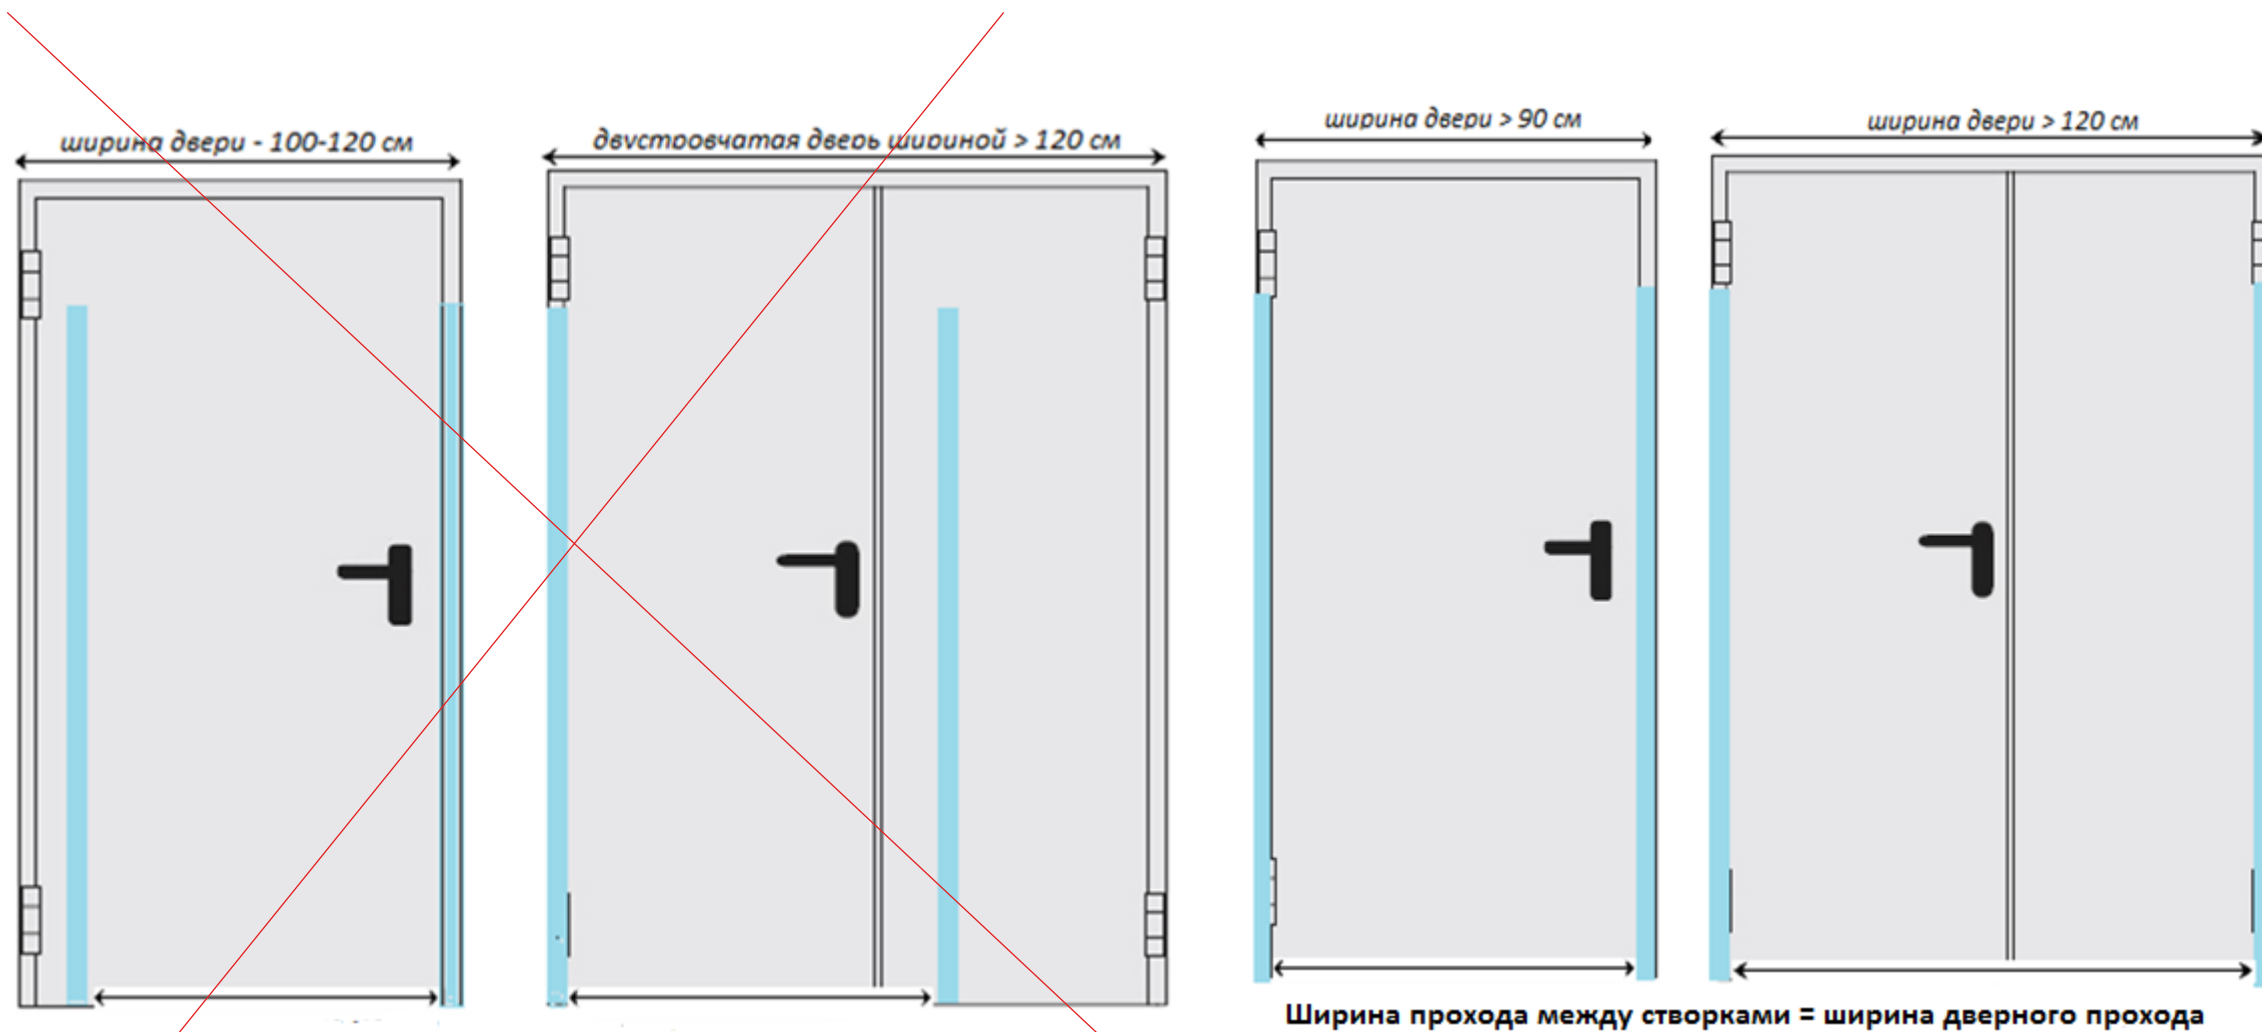 ширина двери - 100-120 см
двустровчатая дверь шириной > 120 см
ширина двери > 90 см
ширина двери > 120 см
Ширина прохода между створками = ширина дверного прохода